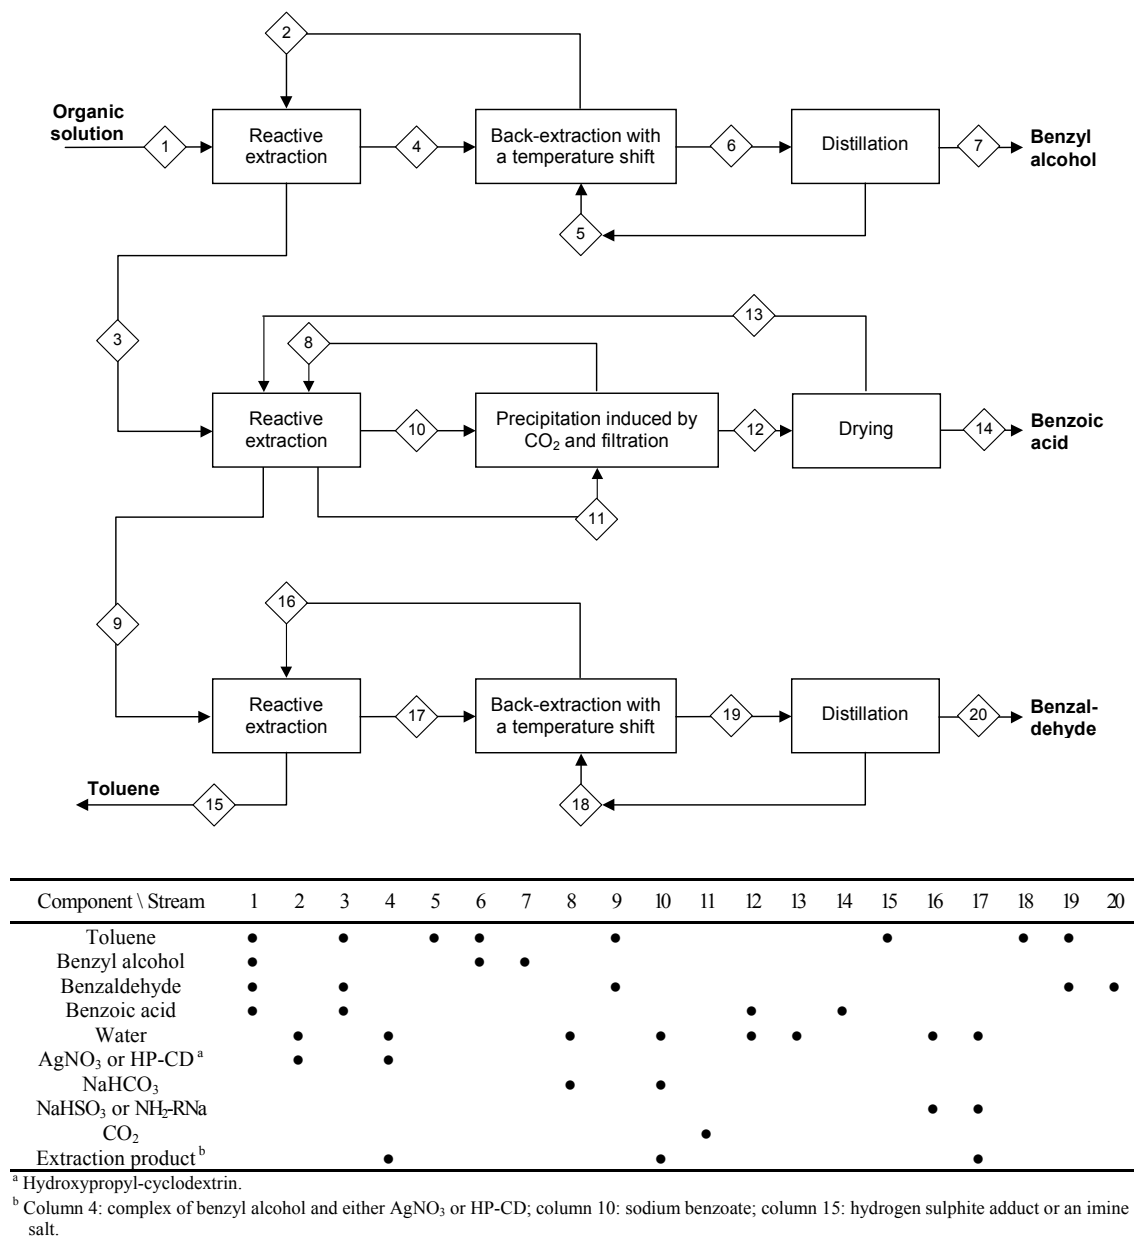 2
Organic
solution
1
Reactive
extraction
4
Back-extraction with
a temperature shift
6
Distillation
7
Benzyl
alcohol
5
3
13
8
Reactive
extraction
10
Precipitation induced by
CO₂ and filtration
12
Drying
14
Benzoic
acid
11
9
16
Reactive
extraction
17
Back-extraction with
a temperature shift
19
Distillation
20
Benzal-
dehyde
Toluene
15
18
Component \ Stream 1 2 3 4 5 6 7 8 9 10 11 12 13 14 15 16 17 18 19 20
Toluene ● ● ● ● ● ● ● ●
Benzyl alcohol ● ● ●
Benzaldehyde ● ● ● ● ●
Benzoic acid ● ● ● ●
Water ● ● ● ● ● ● ● ●
AgNO₃ or HP-CD ᵃ ● ●
NaHCO₃ ● ●
NaHSO₃ or NH₂-RNa ● ●
CO₂ ●
Extraction product ᵇ ● ● ●
ᵃ Hydroxypropyl-cyclodextrin.
ᵇ Column 4: complex of benzyl alcohol and either AgNO₃ or HP-CD; column 10: sodium benzoate; column 15: hydrogen sulphite adduct or an imine
salt.